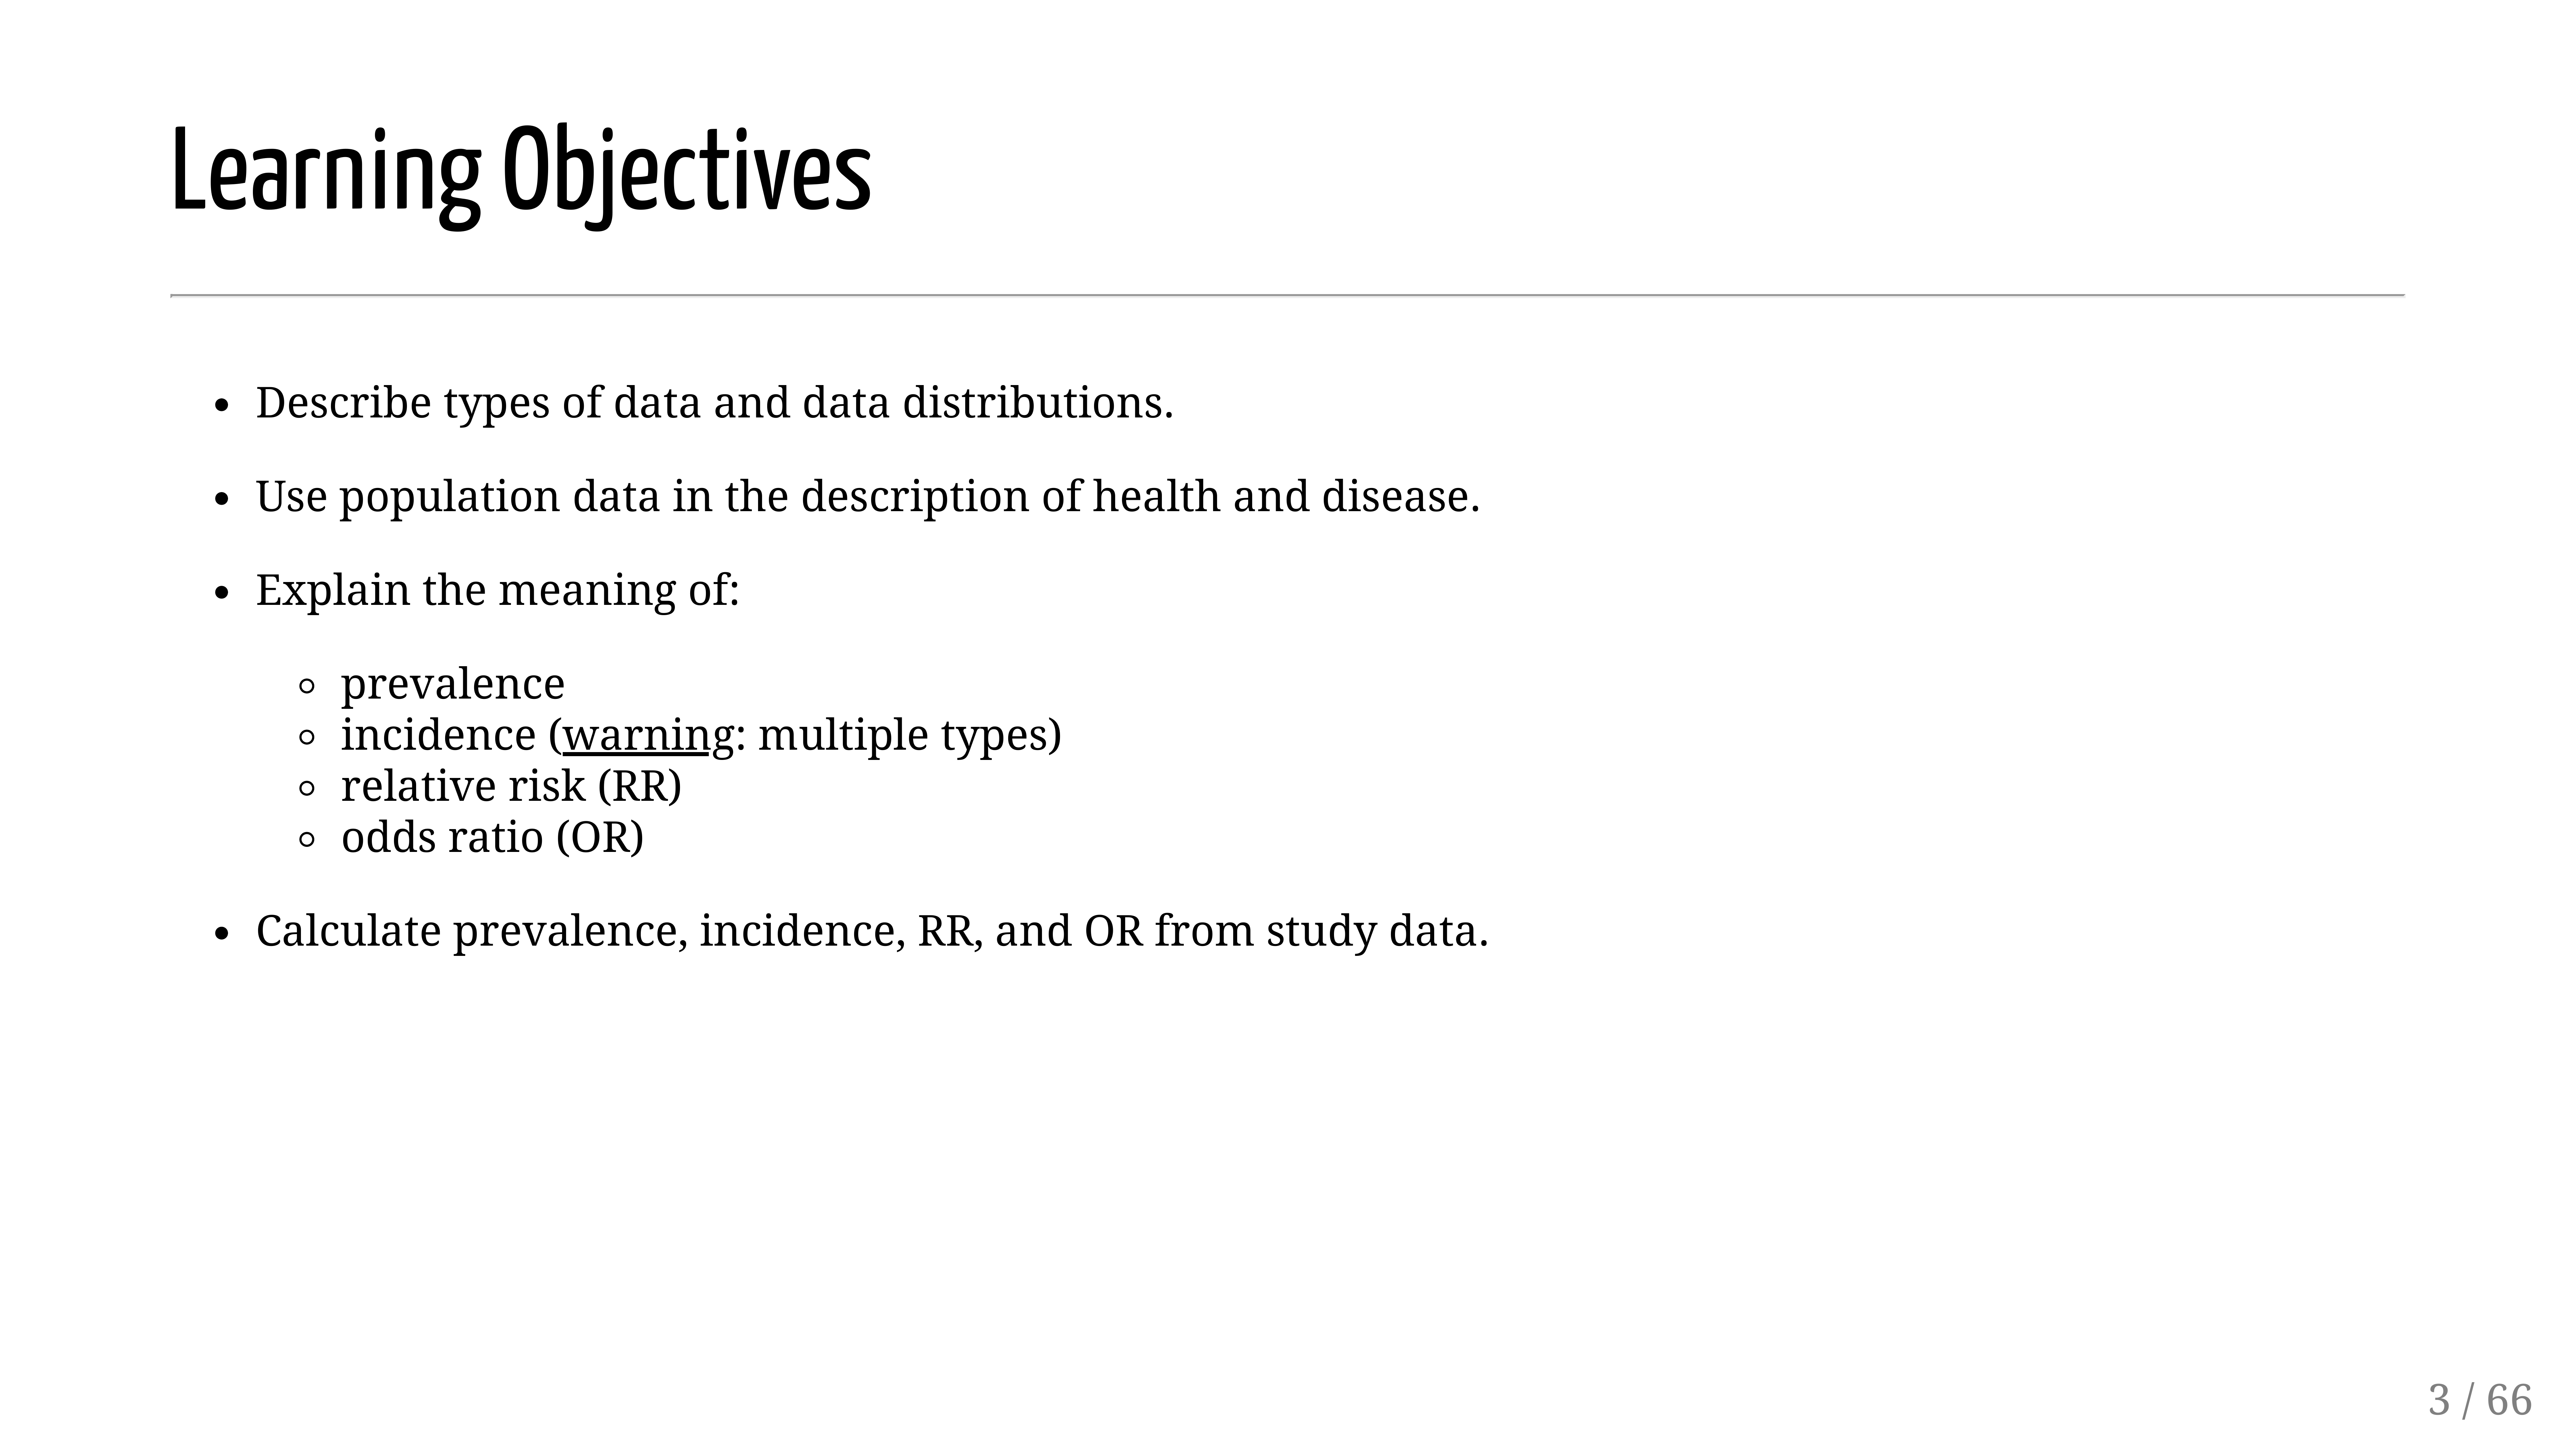 Learning Objectives
• Describe types of data and data distributions.
• Use population data in the description of health and disease.
• Explain the meaning of:
◦ prevalence
◦ incidence (warning: multiple types)
◦ relative risk (RR)
◦ odds ratio (OR)
• Calculate prevalence, incidence, RR, and OR from study data.
3 / 66